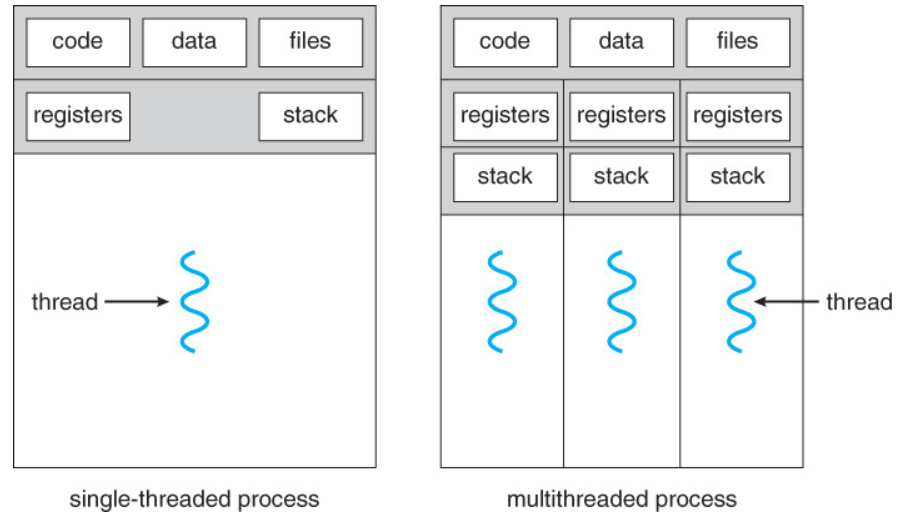 code data files code data files
registers stack registers registers registers
stack stack stack
thread thread
single-threaded process multithreaded process